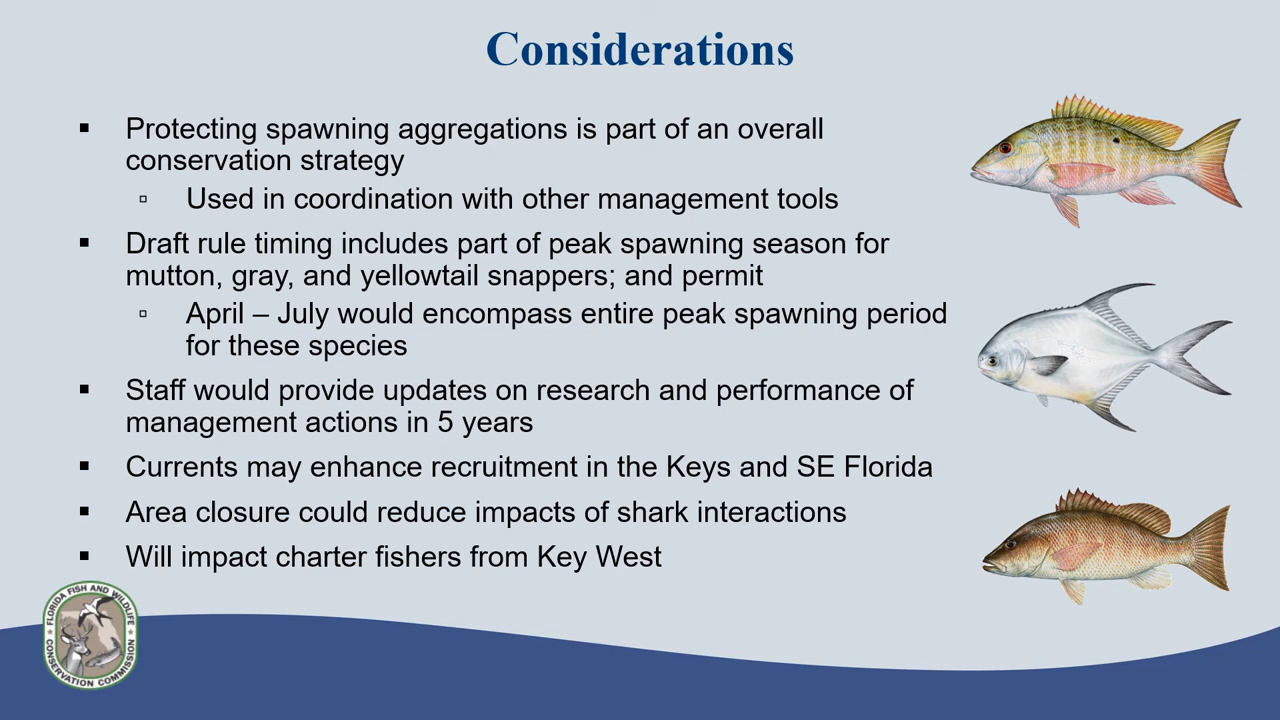 Considerations
▪ Protecting spawning aggregations is part of an overall
conservation strategy
▫ Used in coordination with other management tools
▪ Draft rule timing includes part of peak spawning season for
mutton, gray, and yellowtail snappers; and permit
▫ April – July would encompass entire peak spawning period
for these species
▪ Staff would provide updates on research and performance of
management actions in 5 years
▪ Currents may enhance recruitment in the Keys and SE Florida
▪ Area closure could reduce impacts of shark interactions
▪ Will impact charter fishers from Key West
FLORIDA FISH AND WILDLIFE
CONSERVATION COMMISSION